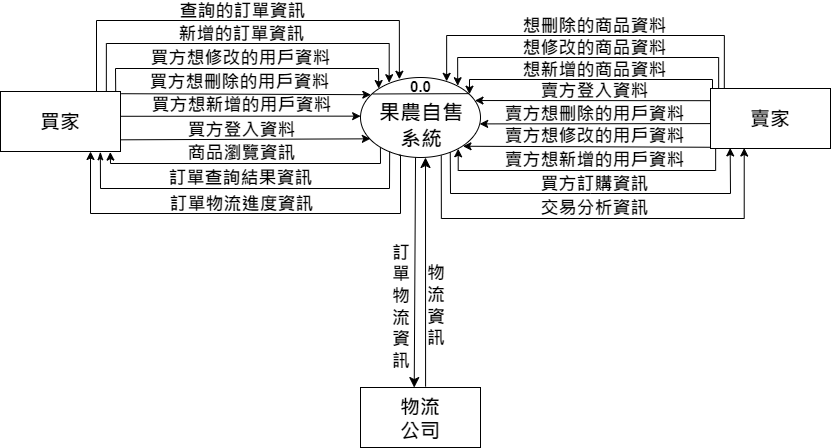 查詢的訂單資訊
新增的訂單資訊
買方想修改的用戶資料
買方想刪除的用戶資料
買方想新增的用戶資料
買方登入資料
商品瀏覽資訊
訂單查詢結果資訊
訂單物流進度資訊
買家
0.0
果農自售
系統
想刪除的商品資料
想修改的商品資料
想新增的商品資料
賣方登入資料
賣方想刪除的用戶資料
賣方想修改的用戶資料
賣方想新增的用戶資料
買方訂購資訊
交易分析資訊
賣家
訂單物流資訊
物流資訊
物流
公司